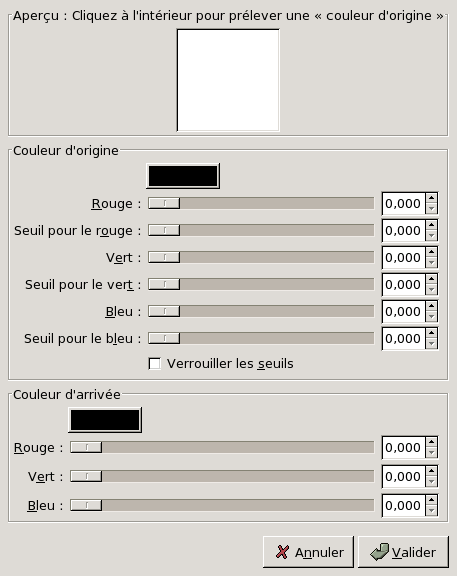 Aperçu : Cliquez à l'intérieur pour prélever une « couleur d'origine »
Couleur d'origine
Rouge : 0,000
Seuil pour le rouge : 0,000
Vert : 0,000
Seuil pour le vert : 0,000
Bleu : 0,000
Seuil pour le bleu : 0,000
Verrouiller les seuils
Couleur d'arrivée
Rouge : 0,000
Vert : 0,000
Bleu : 0,000
Annuler Valider